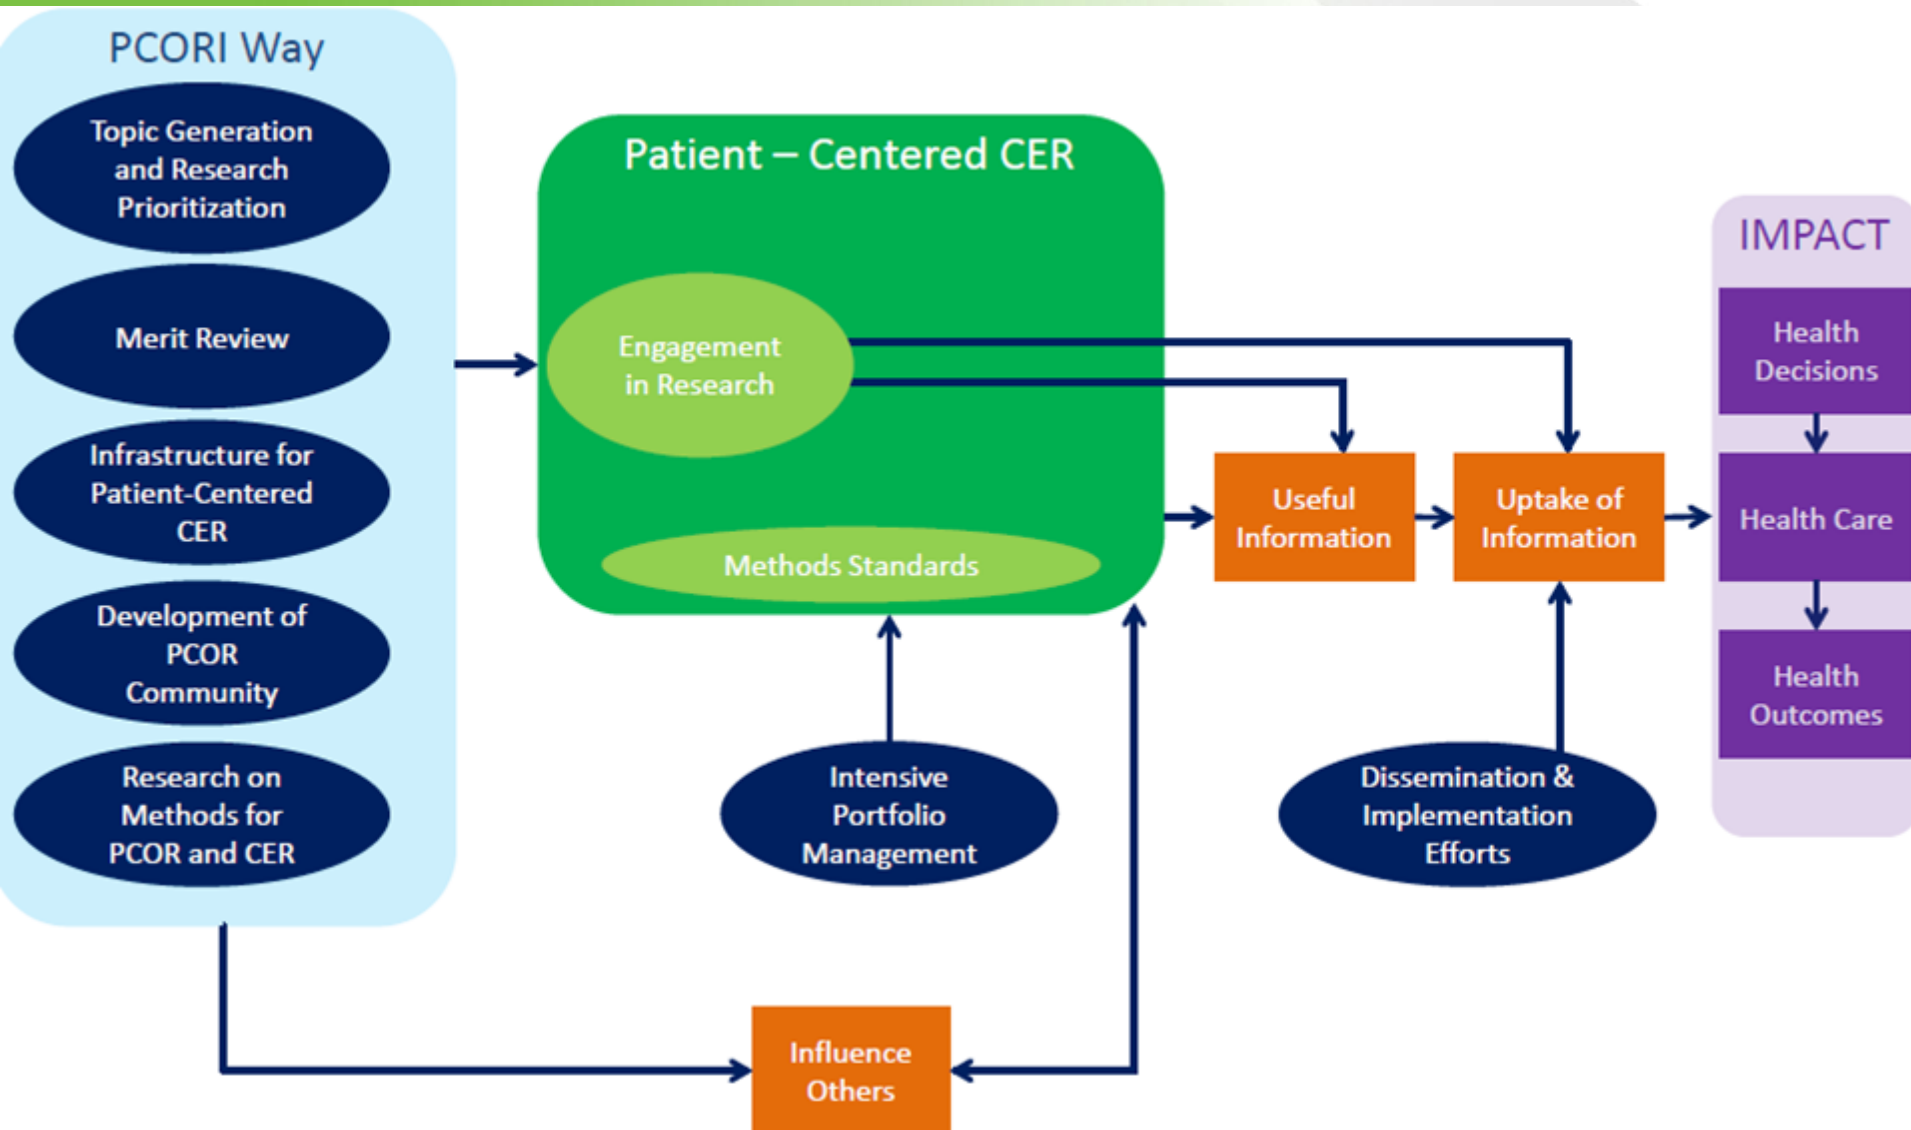 PCORI Way
Topic Generation
and Research
Prioritization
Merit Review
Infrastructure for
Patient-Centered
CER
Development of
PCOR
Community
Research on
Methods for
PCOR and CER
Patient – Centered CER
Engagement
in Research
Methods Standards
Intensive
Portfolio
Management
Influence
Others
Useful
Information
Uptake of
Information
Dissemination &
Implementation
Efforts
IMPACT
Health
Decisions
Health Care
Health
Outcomes